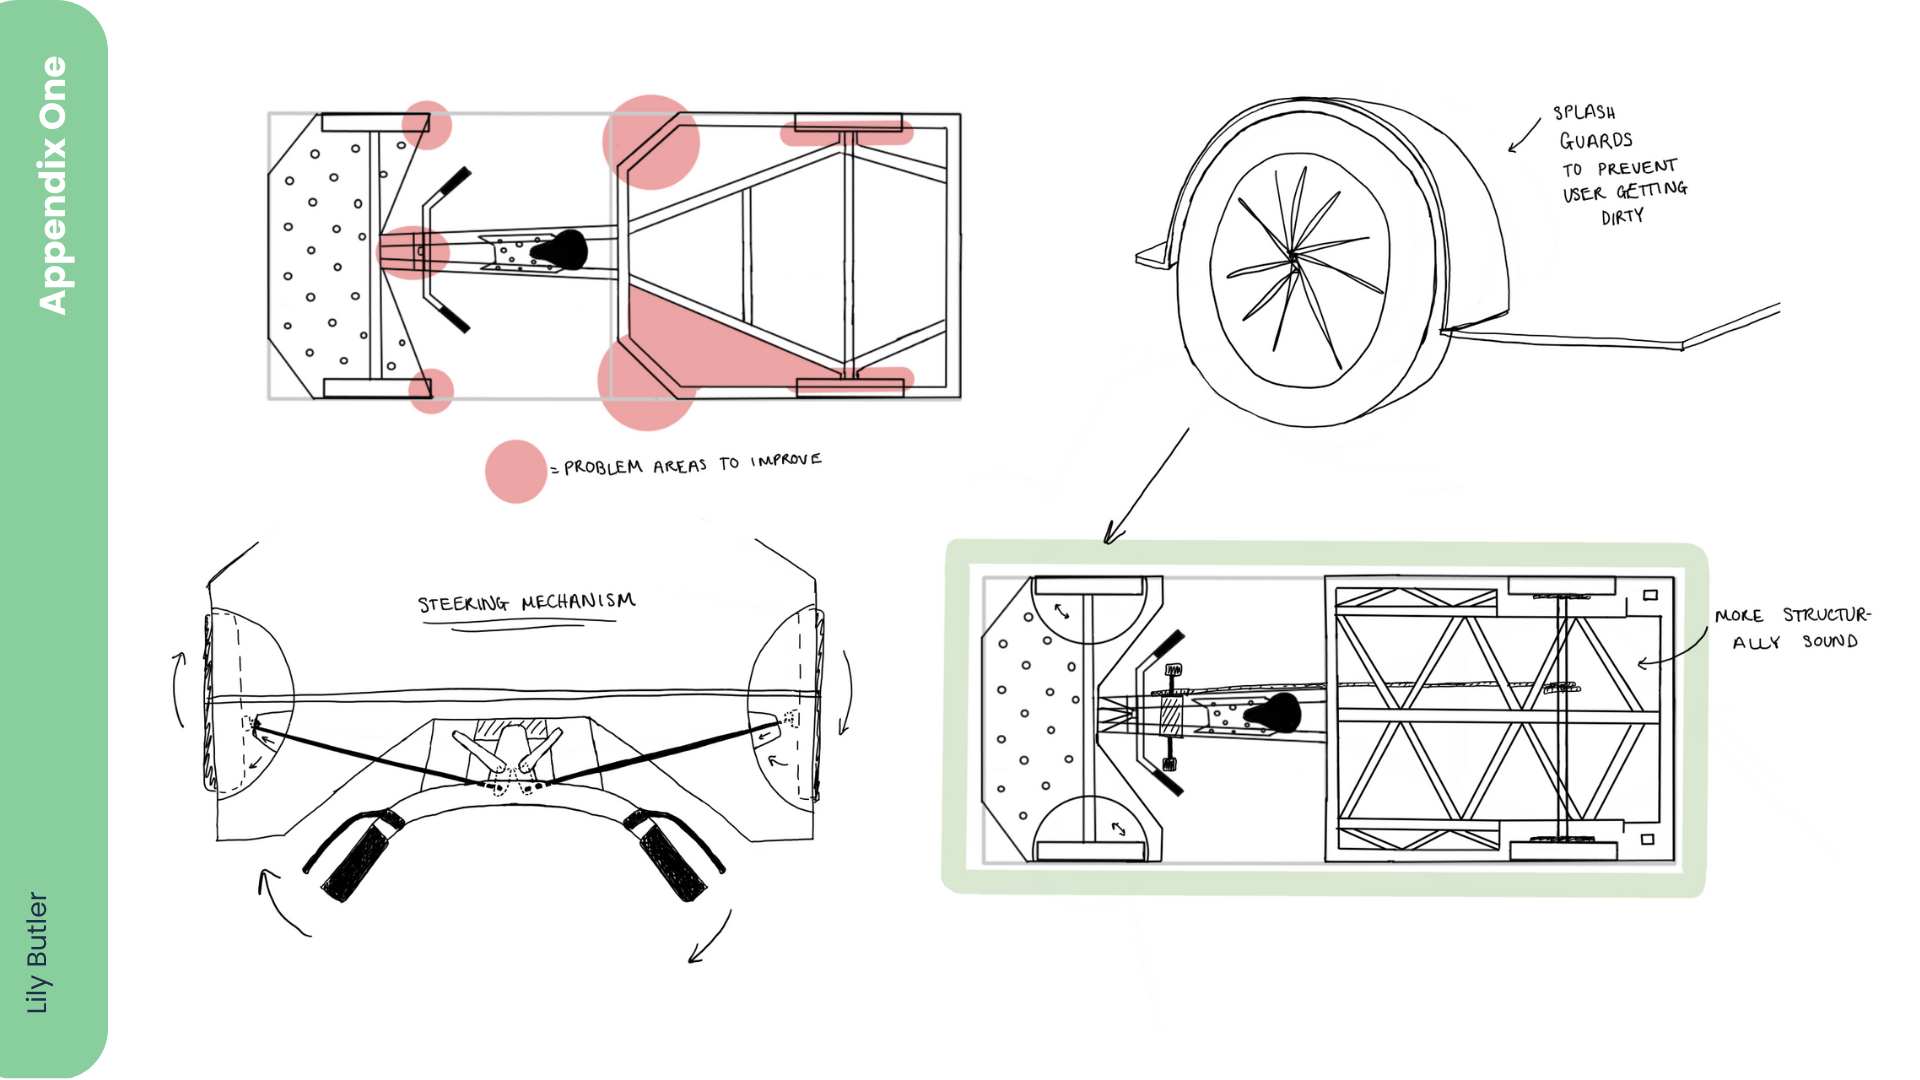 Appendix One
Lily Butler
= PROBLEM AREAS TO IMPROVE
SPLASH
GUARDS
TO PREVENT
USER GETTING
DIRTY
STEERING MECHANISM
MORE STRUCTUR-
ALLY SOUND